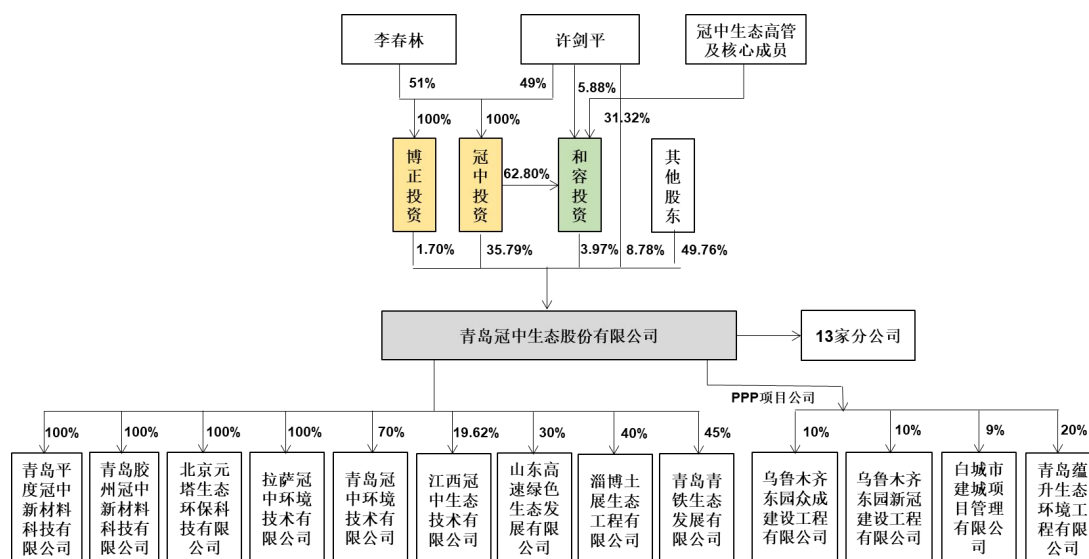 李春林
许剑平
冠中生态高管
及核心成员
51%
49%
5.88%
31.32%
100%
100%
博正投资
冠中投资
62.80%
和容投资
其他股东
1.70%
35.79%
3.97%
8.78%
49.76%
青岛冠中生态股份有限公司
13家分公司
PPP项目公司
100%
100%
100%
100%
70%
19.62%
30%
40%
45%
10%
10%
9%
20%
青岛平
度冠中
新材料
科技有
限公司
青岛胶
州冠中
新材料
科技有
限公司
北京元
塔生态
环保科
技有限
公司
拉萨冠
中环境
技术有
限公司
青岛冠
中环境
技术有
限公司
江西冠
中生态
技术有
限公司
山东高
速绿色
生态发
展有限
公司
淄博土
展生态
工程有
限公司
青岛青
铁生态
发展有
限公司
乌鲁木齐
东园众成
建设工程
有限公司
乌鲁木齐
东园新冠
建设工程
有限公司
白城市
建城项
目管理
有限公
司
青岛蕴
升生态
环境工
程有限
公司